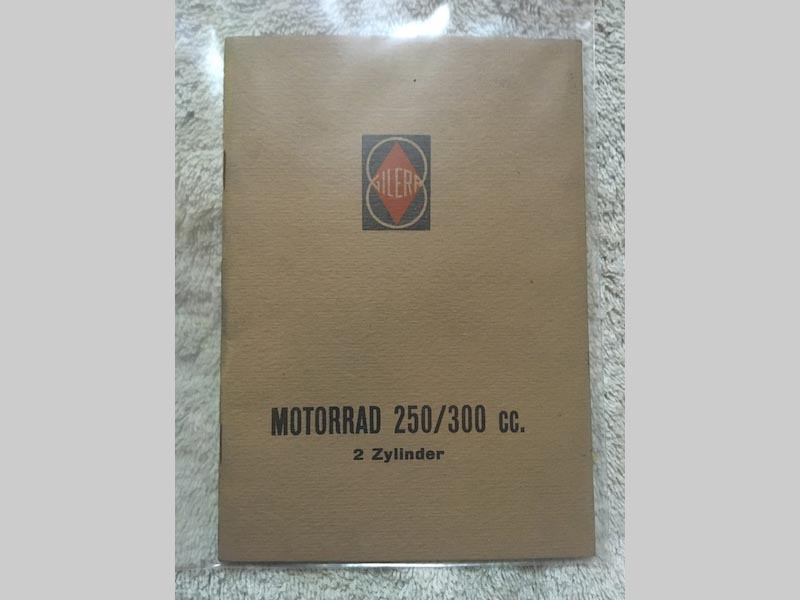 GILERA
MOTORRAD 250/300 cc.
2 Zylinder